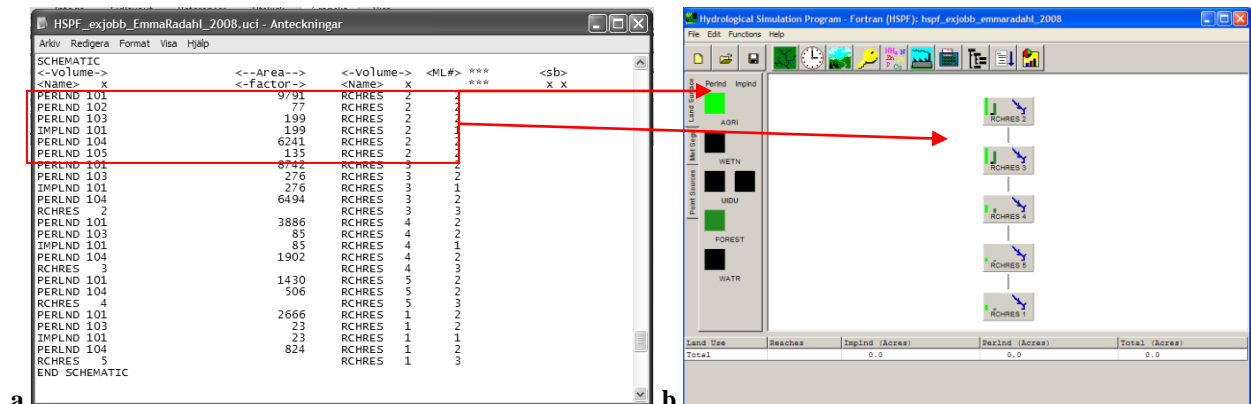 HSPF_exjobb_EmmaRadahl_2008.uci - Anteckningar
Arkiv Redigera Format Visa Hjälp
SCHEMATIC
<-Volume-> <--Area--> <-Volume-> <ML#> *** <sb>
<Name> x <-factor-> <Name> x *** x x
PERLND 101 9791 RCHRES 2 2
PERLND 102 77 RCHRES 2 2
PERLND 103 199 RCHRES 2 2
IMPLND 101 199 RCHRES 2 1
PERLND 104 6241 RCHRES 2 2
PERLND 105 135 RCHRES 2 2
PERLND 101 8742 RCHRES 3 2
PERLND 103 276 RCHRES 3 2
IMPLND 101 276 RCHRES 3 1
PERLND 104 6494 RCHRES 3 2
RCHRES 2 RCHRES 3 3
PERLND 101 3886 RCHRES 4 2
PERLND 103 85 RCHRES 4 2
IMPLND 101 85 RCHRES 4 1
PERLND 104 1902 RCHRES 4 2
RCHRES 3 RCHRES 4 3
PERLND 101 1430 RCHRES 5 2
PERLND 104 506 RCHRES 5 2
RCHRES 4 RCHRES 5 3
PERLND 101 2666 RCHRES 1 2
PERLND 103 23 RCHRES 1 2
IMPLND 101 23 RCHRES 1 1
PERLND 104 824 RCHRES 1 2
RCHRES 5 RCHRES 1 3
END SCHEMATIC
a
Hydrological Simulation Program - Fortran (HSPF): hspf_exjobb_emmaradahl_2008
File Edit Functions Help
Land Surface
Met Segs
Point Sources
Perlnd Implnd
AGRI
WETN
UIDU
FOREST
WATR
RCHRES 2
RCHRES 3
RCHRES 4
RCHRES 5
RCHRES 1
Land Use Reaches Implnd (Acres) Perlnd (Acres) Total (Acres)
Total 0.0 0.0 0.0
b